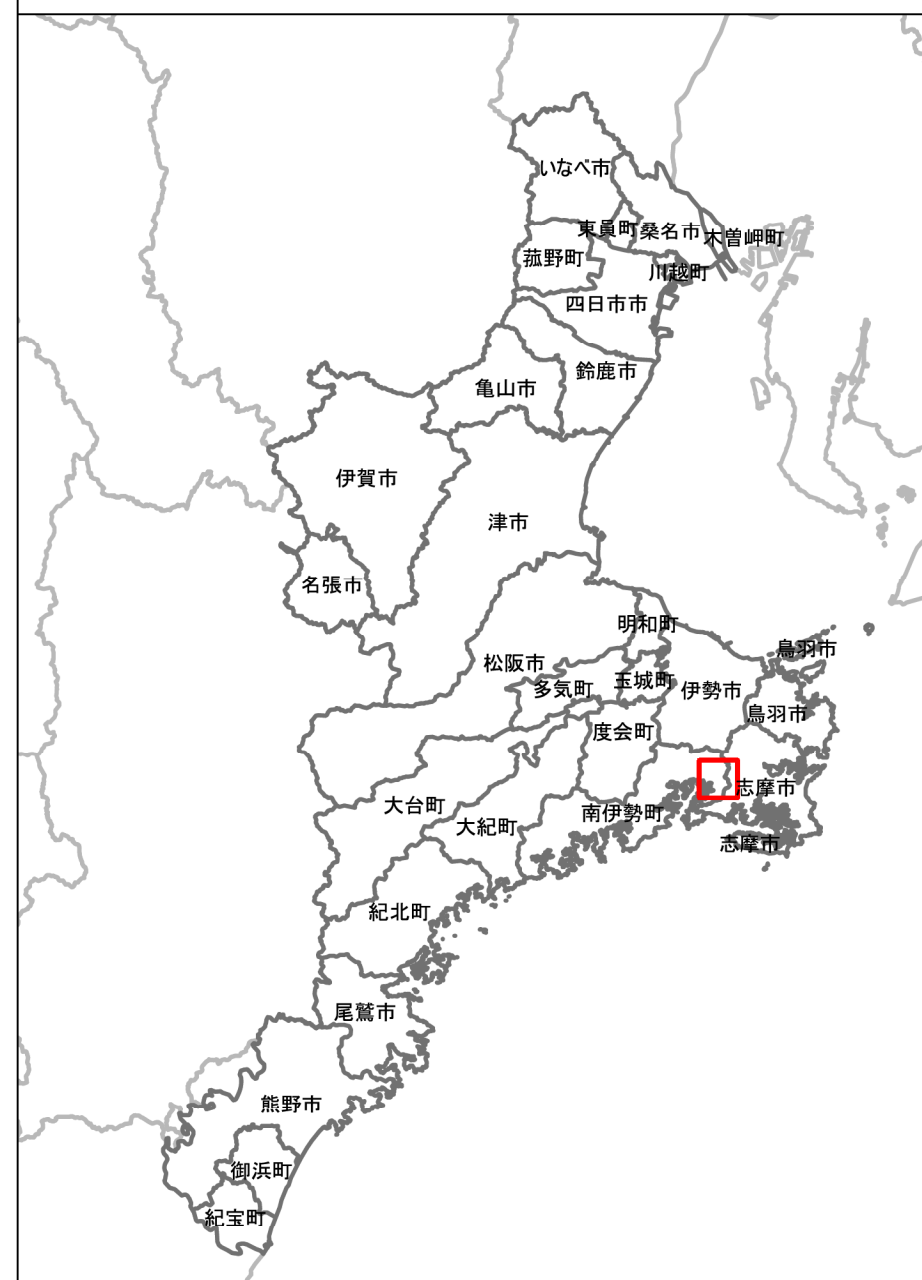 いなべ市
東員町
桑名市
木曽岬町
菰野町
川越町
四日市市
鈴鹿市
亀山市
伊賀市
津市
名張市
明和町
鳥羽市
松阪市
多気町
玉城町
伊勢市
鳥羽市
度会町
志摩市
大台町
南伊勢町
大紀町
志摩市
紀北町
尾鷲市
熊野市
御浜町
紀宝町